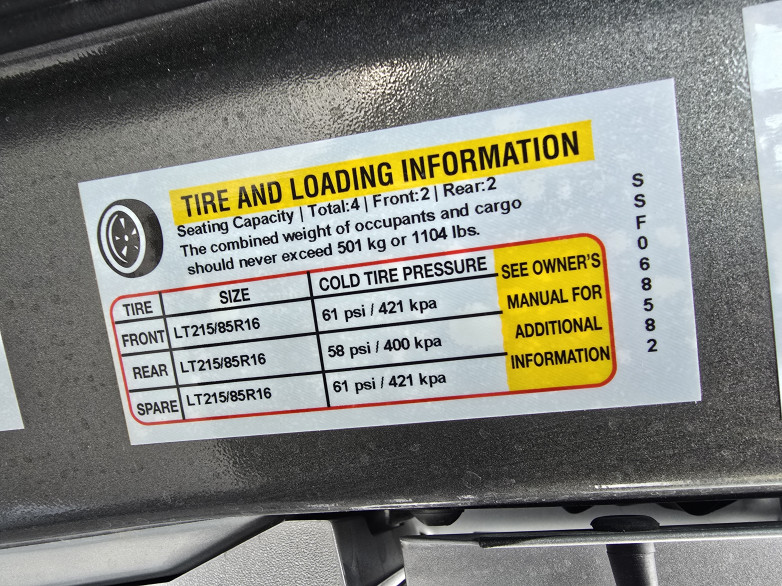 TIRE AND LOADING INFORMATION
Seating Capacity | Total:4 | Front:2 | Rear:2
The combined weight of occupants and cargo
should never exceed 501 kg or 1104 lbs.
TIRE SIZE COLD TIRE PRESSURE
FRONT LT215/85R16 61 psi / 421 kpa
REAR LT215/85R16 58 psi / 400 kpa
SPARE LT215/85R16 61 psi / 421 kpa
SEE OWNER'S
MANUAL FOR
ADDITIONAL
INFORMATION
SSF068582